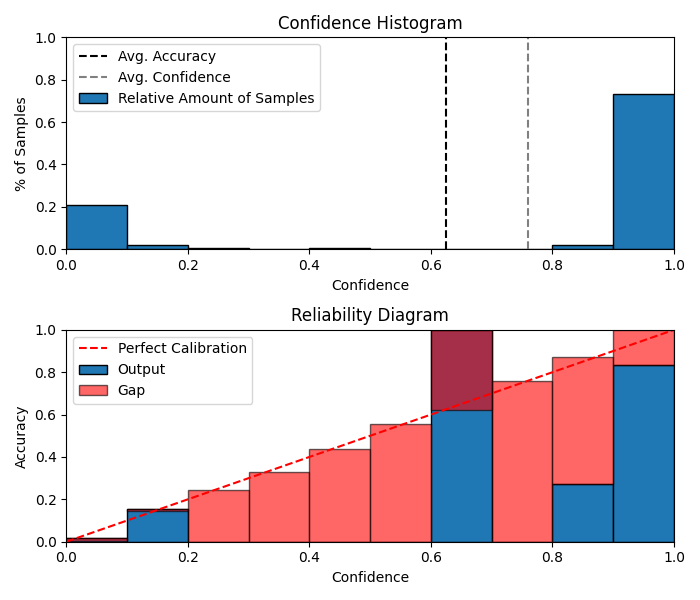 Confidence Histogram
1.0
0.8
0.6
0.4
0.2
0.0
% of Samples
Avg. Accuracy
Avg. Confidence
Relative Amount of Samples
0.0 0.2 0.4 0.6 0.8 1.0
Confidence
Reliability Diagram
1.0
0.8
0.6
0.4
0.2
0.0
Accuracy
Perfect Calibration
Output
Gap
0.0 0.2 0.4 0.6 0.8 1.0
Confidence